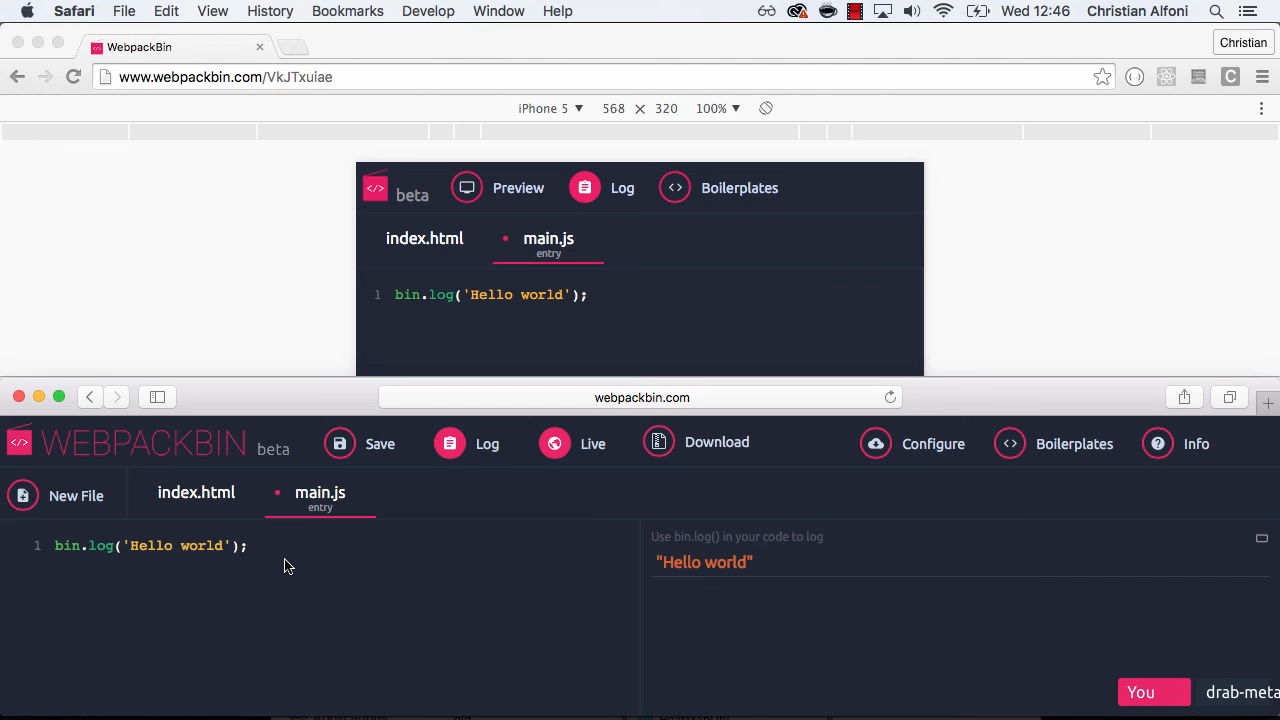 Safari File Edit View History Bookmarks Develop Window Help Wed 12:46 Christian Alfoni
WebpackBin Christian
www.webpackbin.com/VkJTxuiae
iPhone 5 568 × 320 100%
beta Preview Log Boilerplates
index.html main.js
entry
1 bin.log('Hello world');
webpackbin.com
WEBPACKBIN beta Save Log Live Download Configure Boilerplates Info
New File index.html main.js
entry
1 bin.log('Hello world');
Use bin.log() in your code to log
"Hello world"
You drab-meta